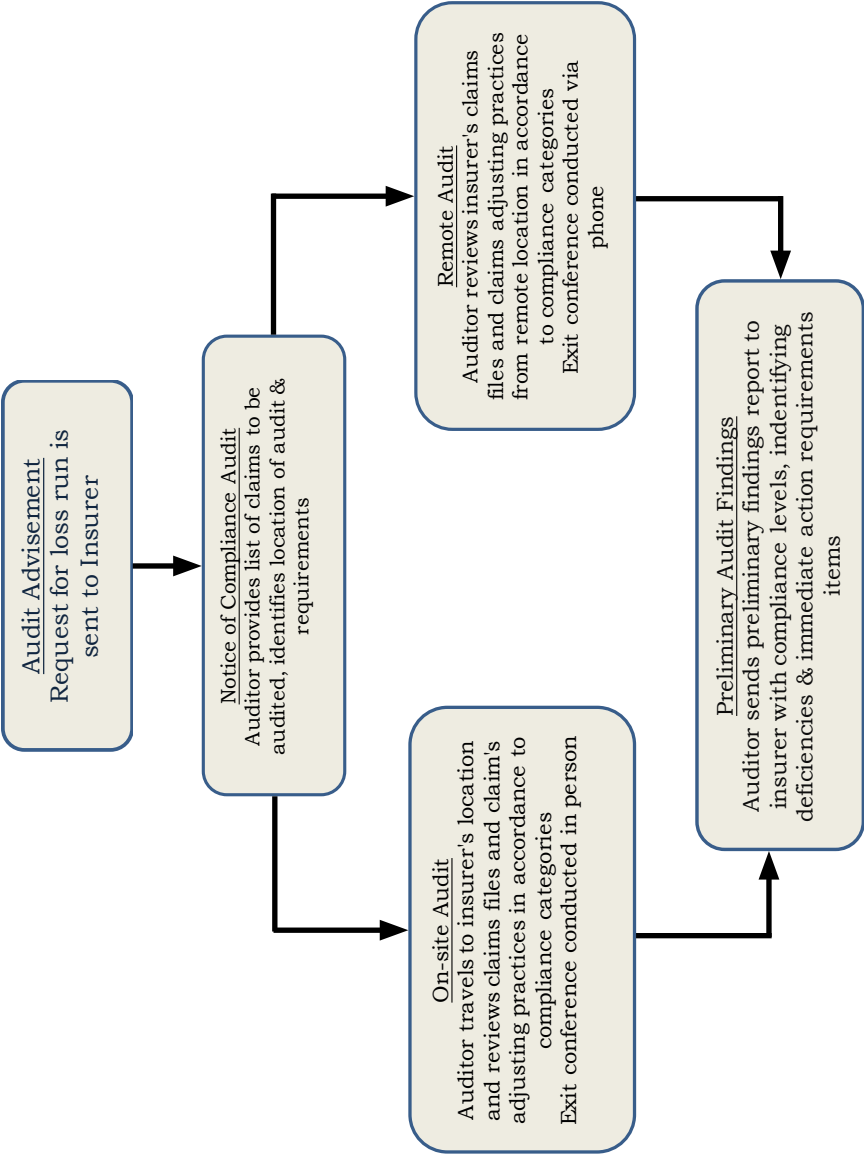 Audit Advisement
Request for loss run is
sent to Insurer
Notice of Compliance Audit
Auditor provides list of claims to be
audited, identifies location of audit &
requirements
On-site Audit
Auditor travels to insurer's location
and reviews claims files and claim's
adjusting practices in accordance to
compliance categories
Exit conference conducted in person
Remote Audit
Auditor reviews insurer's claims
files and claims adjusting practices
from remote location in accordance
to compliance categories
Exit conference conducted via
phone
Preliminary Audit Findings
Auditor sends preliminary findings report to
insurer with compliance levels, indentifying
deficiencies & immediate action requirements
items